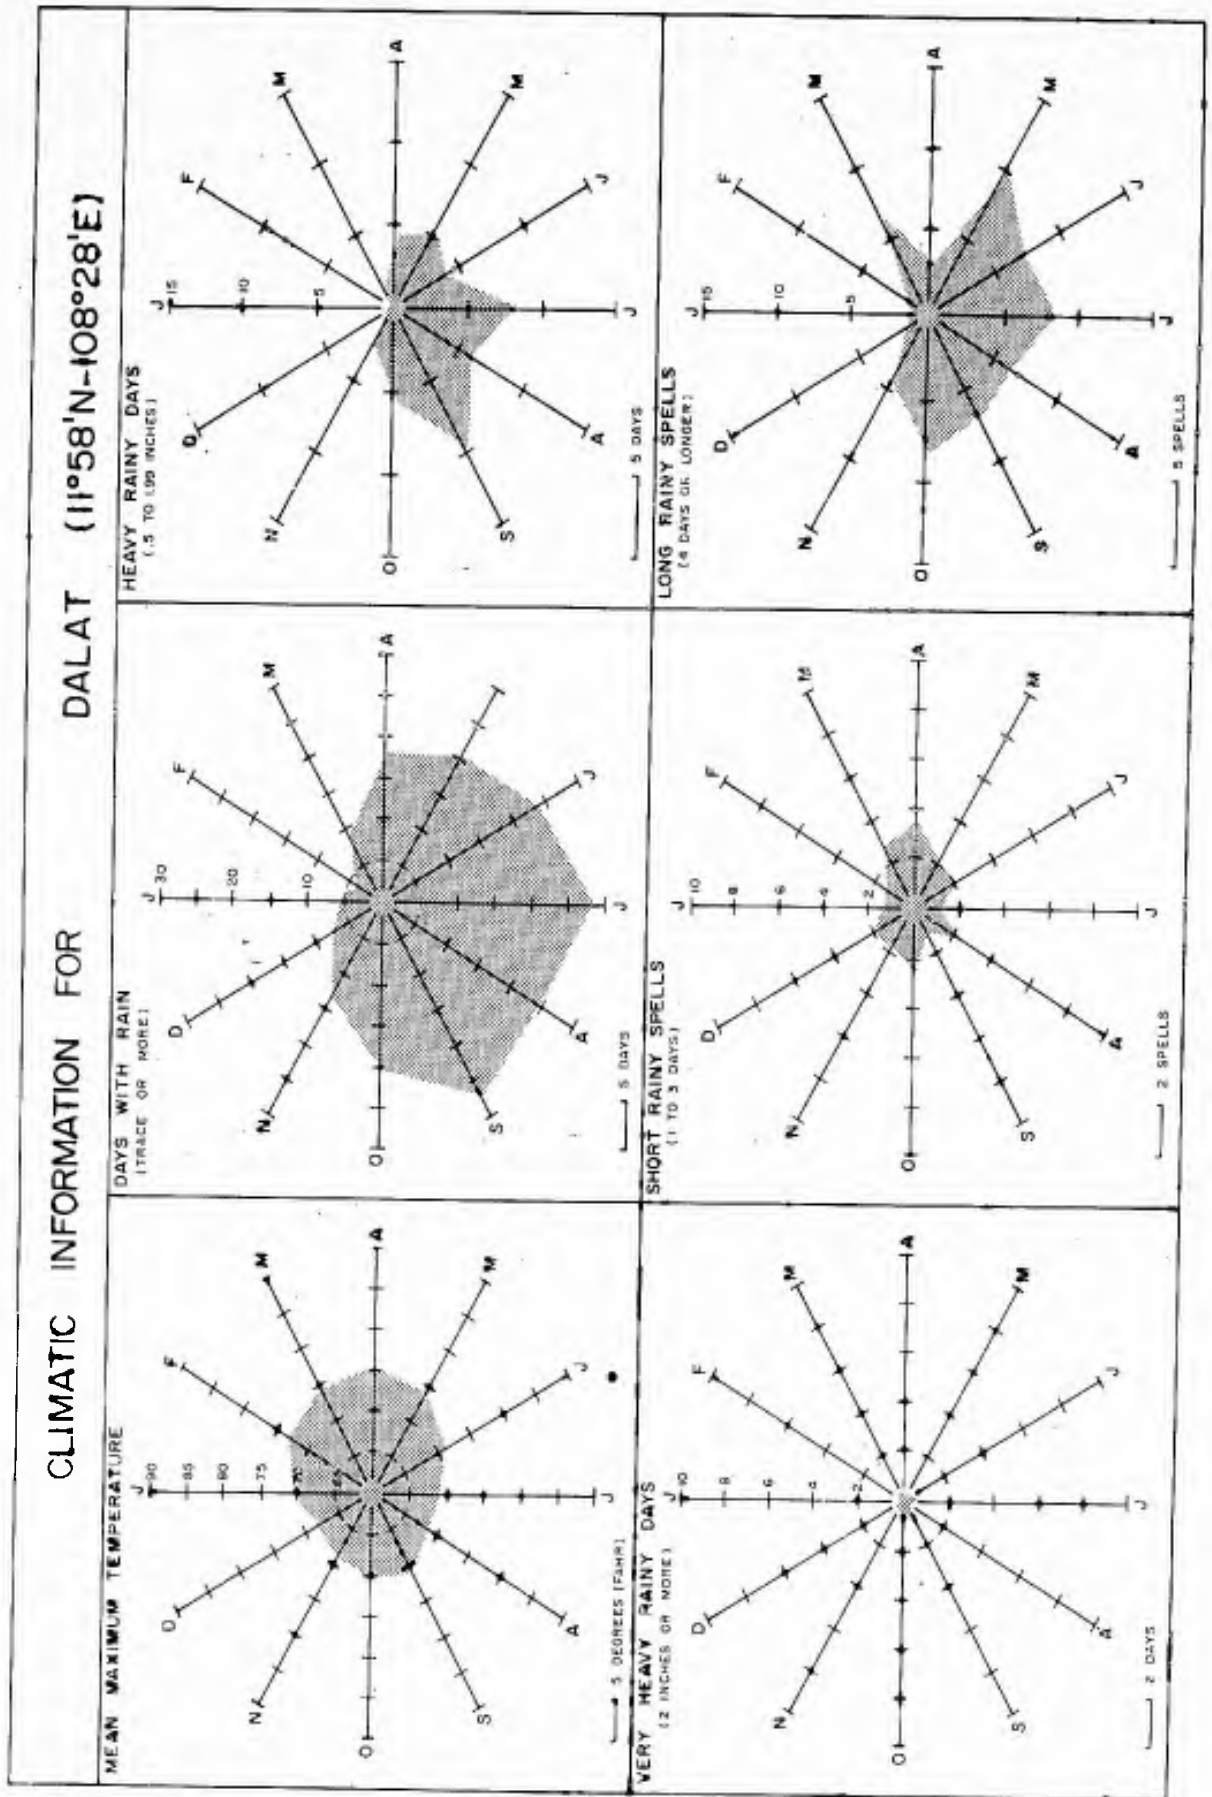 CLIMATIC INFORMATION FOR DALAT (11°58'N-108°28'E)
MEAN MAXIMUM TEMPERATURE
J
90
85
80
75
70
65
F
M
A
M
J
J
A
S
O
N
D
5 DEGREES [FAHR]
DAYS WITH RAIN
[TRACE OR MORE]
J
30
20
10
F
M
A
J
J
A
S
O
N
D
5 DAYS
HEAVY RAINY DAYS
(.5 TO 1.99 INCHES)
J
15
10
5
F
M
A
M
J
J
A
S
O
N
D
5 DAYS
VERY HEAVY RAINY DAYS
[2 INCHES OR MORE]
J
10
8
6
4
2
F
M
A
M
J
J
A
S
O
N
D
2 DAYS
SHORT RAINY SPELLS
(1 TO 3 DAYS)
J
10
8
6
4
2
F
M
A
M
J
J
A
S
O
N
D
2 SPELLS
LONG RAINY SPELLS
[4 DAYS OR LONGER]
J
15
10
5
F
M
A
M
J
J
A
S
O
N
D
5 SPELLS